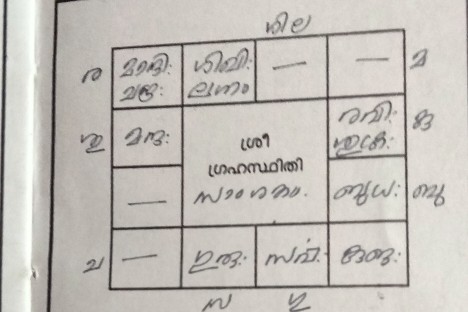 ശില
ര മാന്ദി: ശിഖി: — — മ
ചന്ദ്ര: ലഗ്നം
മന്ദ: ശ്രീ രവി:
ഗ്രഹസ്ഥിതി ശുക്ര:
— ബുധ: ബു
ച — ഗുരു: സർപ്പ: കുജ:
സ ഗു